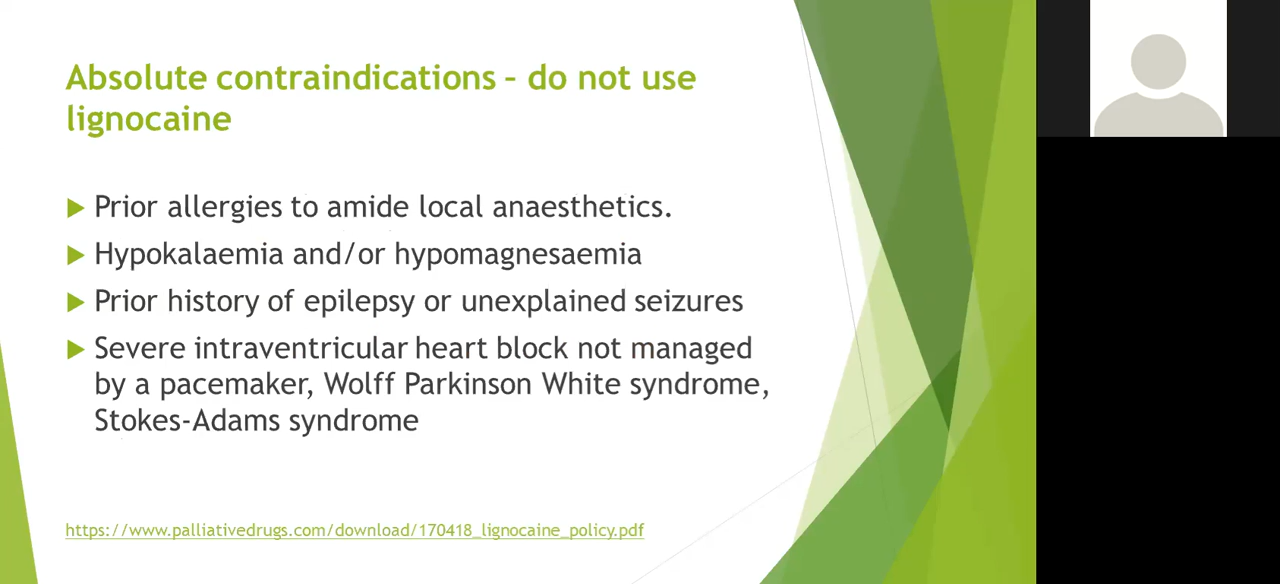 Absolute contraindications – do not use
lignocaine
Prior allergies to amide local anaesthetics.
Hypokalaemia and/or hypomagnesaemia
Prior history of epilepsy or unexplained seizures
Severe intraventricular heart block not managed
by a pacemaker, Wolff Parkinson White syndrome,
Stokes-Adams syndrome
https://www.palliativedrugs.com/download/170418_lignocaine_policy.pdf